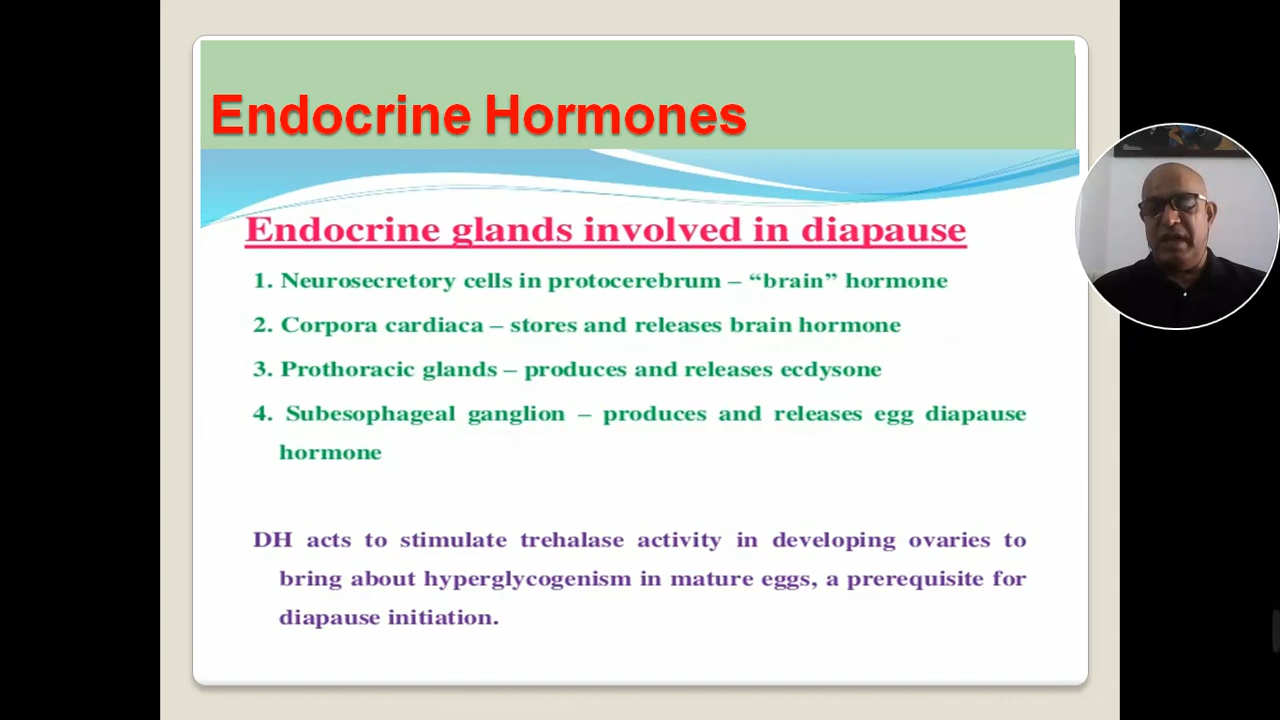 Endocrine Hormones
Endocrine glands involved in diapause
1. Neurosecretory cells in protocerebrum – “brain” hormone
2. Corpora cardiaca – stores and releases brain hormone
3. Prothoracic glands – produces and releases ecdysone
4. Subesophageal ganglion – produces and releases egg diapause
hormone
DH acts to stimulate trehalase activity in developing ovaries to
bring about hyperglycogenism in mature eggs, a prerequisite for
diapause initiation.